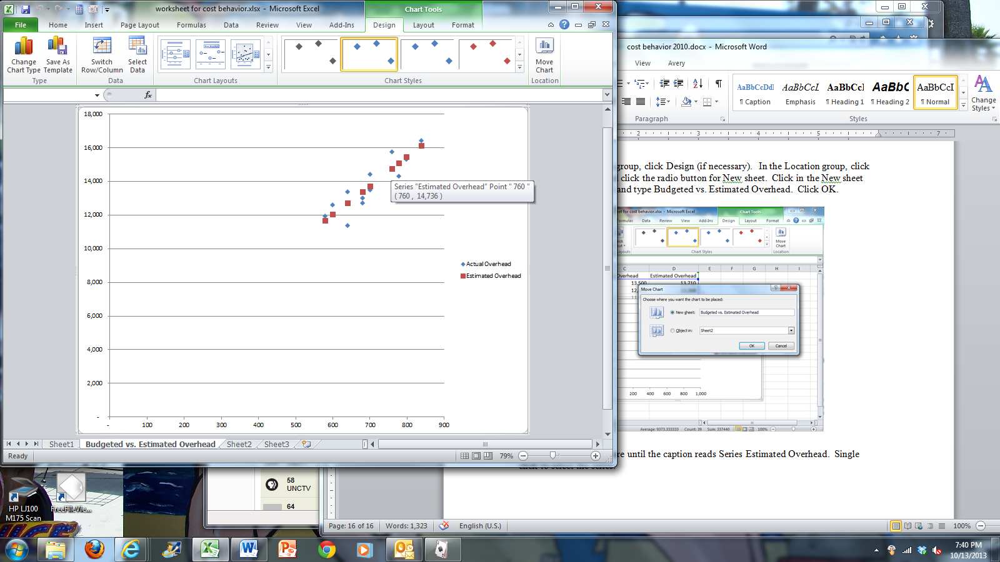 worksheet for cost behavior.xlsx - Microsoft Excel
Chart Tools
File Home Insert Page Layout Formulas Data Review View Add-Ins Design Layout Format
Change Chart Type
Save As Template
Switch Row/Column
Select Data
Move Chart
Type
Data
Chart Layouts
Chart Styles
Location
fx
18,000
16,000
14,000
12,000
10,000
8,000
6,000
4,000
2,000
-
- 100 200 300 400 500 600 700 800 900
Series "Estimated Overhead" Point " 760 "
( 760 , 14,736 )
Actual Overhead
Estimated Overhead
Sheet1 Budgeted vs. Estimated Overhead Sheet2 Sheet3
Ready
79%
cost behavior 2010.docx - Microsoft Word
View Avery
AaBbCcDdI AaBbCcL AaBbCcI AaBbC AaBbCcI
¶ Caption Emphasis ¶ Heading 1 ¶ Heading 2 ¶ Normal
Change Styles
Paragraph
Styles
2 3 4 5 7
group, click Design (if necessary). In the Location group, click
click the radio button for New sheet. Click in the New sheet
and type Budgeted vs. Estimated Overhead. Click OK.
for cost behavior.xlsx - Microsoft Excel
Chart Tools
Formulas Data Review View Add-Ins Design Layout Format
Move Chart
Chart Styles
Location
C D E F G H I
Overhead Estimated Overhead
13,500 13,710
Move Chart
Choose where you want the chart to be placed:
New sheet: Budgeted vs. Estimated Overhead
Object in: Sheet2
OK Cancel
200 400 600 800 1,000
Average: 9373.333333 Count: 39 Sum: 337440 100%
re until the caption reads Series Estimated Overhead. Single
58
UNCTV
64
HP LJ100
M175 Scan
FreeFileVie...
Page: 16 of 16 Words: 1,323 English (U.S.)
100%
7:40 PM
10/13/2013